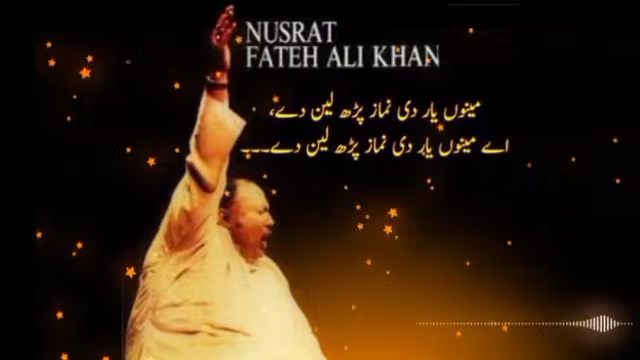 NUSRAT
FATEH ALI KHAN
مینوں یار دی نماز پڑھ لین دے،
اے مینوں یار دی نماز پڑھ لین دے۔۔۔